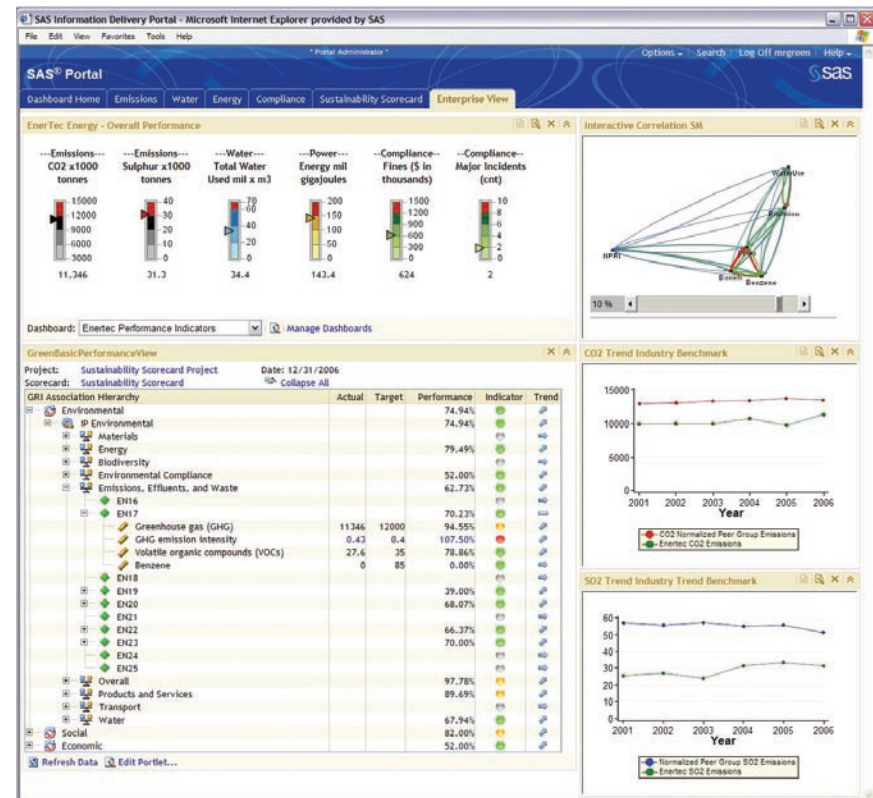 SAS Information Delivery Portal - Microsoft Internet Explorer provided by SAS
File Edit View Favorites Tools Help
* Portal Administrator *
Options Search Log Off mrgreen Help
SAS® Portal
sas
Dashboard Home Emissions Water Energy Compliance Sustainability Scorecard Enterprise View
EnerTec Energy - Overall Performance
---Emissions--- ---Emissions--- ---Water--- ---Power--- --Compliance-- --Compliance--
CO2 x1000 Sulphur x1000 Total Water Energy mil Fines ($ in Major Incidents
tonnes tonnes Used mil x m3 gigajoules thousands) (cnt)
15000 40 70 200 1500 10
12000 30 60 150 1200 8
9000 20 40 100 900 6
6000 10 20 50 600 4
3000 0 0 0 300 2
0 0
11,346 31.3 34.4 143.4 624 2
Dashboard: Enertec Performance Indicators Manage Dashboards
Interactive Correlation SM
WaterUse
Emission
NPRI
Benzene
10 %
GreenBasicPerformanceView
Project: Sustainability Scorecard Project Date: 12/31/2006
Scorecard: Sustainability Scorecard Collapse All
GRI Association Hierarchy Actual Target Performance Indicator Trend
Environmental 74.94%
IP Environmental 74.94%
Materials
Energy 79.49%
Biodiversity
Environmental Compliance 52.00%
Emissions, Effluents, and Waste 62.73%
EN16
EN17 70.23%
Greenhouse gas (GHG) 11346 12000 94.55%
GHG emission intensity 0.43 0.4 107.50%
Volatile organic compounds (VOCs) 27.6 35 78.86%
Benzene 0 85 0.00%
EN18
EN19 39.00%
EN20 68.07%
EN21
EN22 66.37%
EN23 70.00%
EN24
EN25
Overall 97.78%
Products and Services 89.69%
Transport
Water 67.94%
Social 82.00%
Economic 52.00%
Refresh Data Edit Portlet...
CO2 Trend Industry Benchmark
15000
10000
5000
0
2001 2002 2003 2004 2005 2006
Year
CO2 Normalized Peer Group Emissions
Enertec CO2 Emissions
SO2 Trend Industry Trend Benchmark
60
50
40
30
20
10
0
2001 2002 2003 2004 2005 2006
Year
Normalized Peer Group SO2 Emissions
Enertec SO2 Emissions